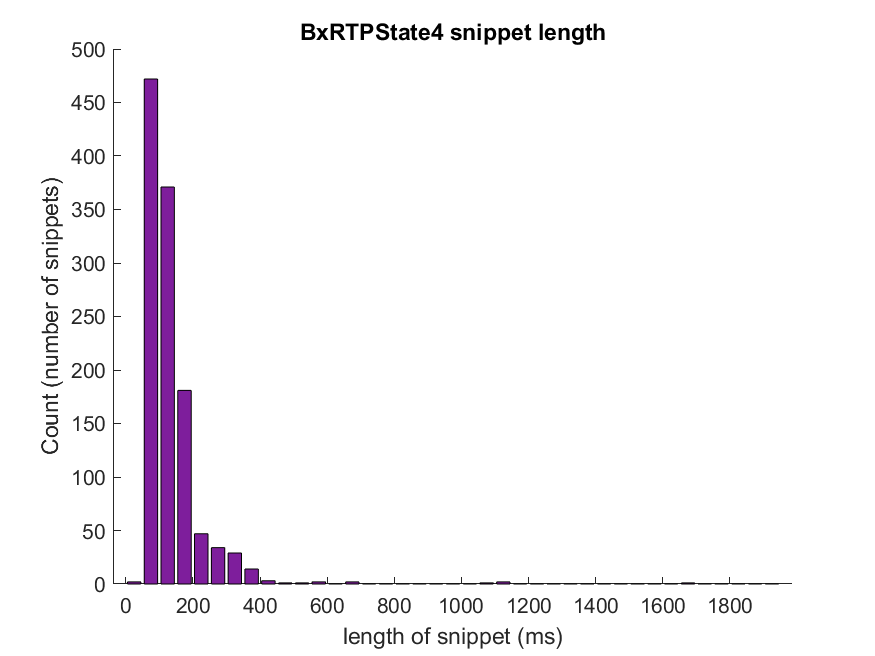 BxRTPState4 snippet length
500
450
400
350
300
250
200
150
100
50
0
Count (number of snippets)
0 200 400 600 800 1000 1200 1400 1600 1800
length of snippet (ms)